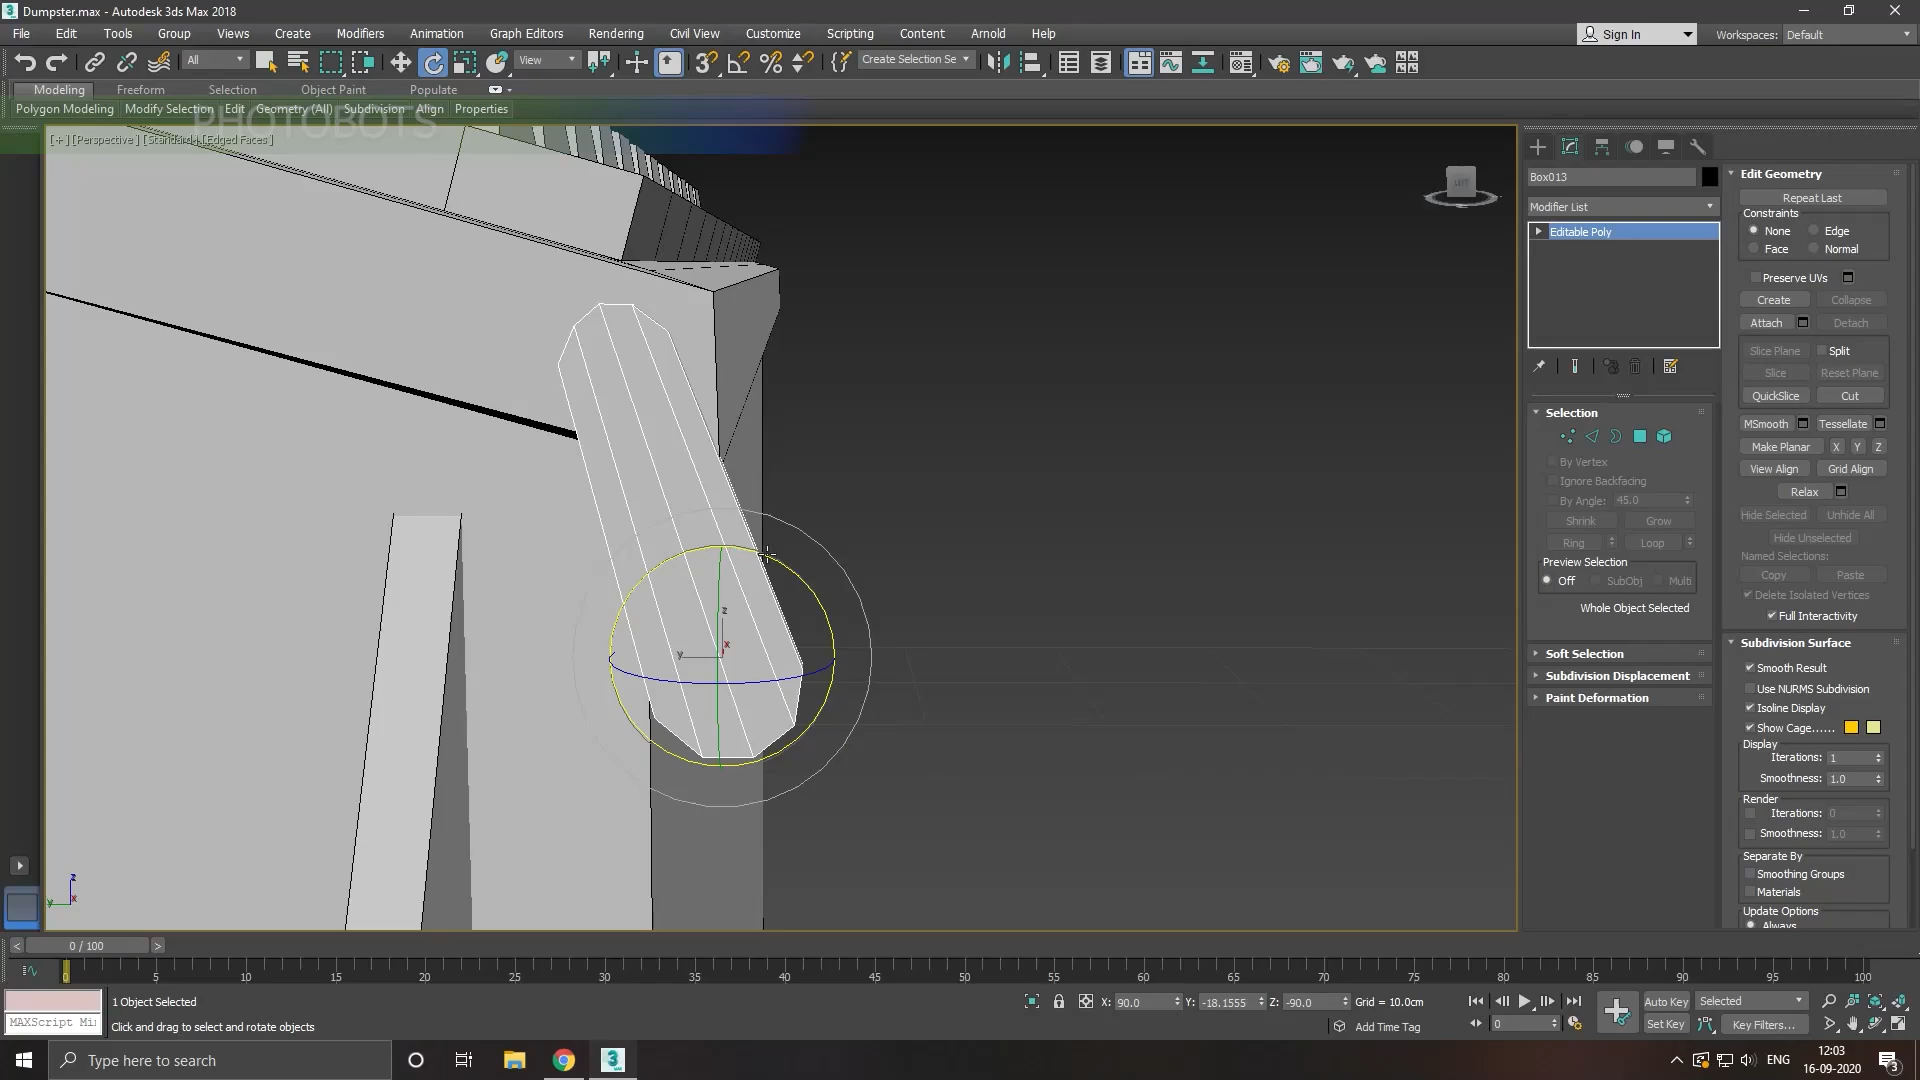 Dumpster.max - Autodesk 3ds Max 2018
File Edit Tools Group Views Create Modifiers Animation Graph Editors Rendering Civil View Customize Scripting Content Arnold Help
Sign In
Workspaces: Default
All
View
Create Selection Se
Modeling Freeform Selection Object Paint Populate
Polygon Modeling Modify Selection Edit Geometry (All) Subdivision Align Properties
PHOTOBOTS
[+] [Perspective] [Standard] [Edged Faces]
LEFT
Box013
Modifier List
Editable Poly
Selection
By Vertex
Ignore Backfacing
By Angle: 45.0
Shrink Grow
Ring Loop
Preview Selection
Off SubObj Multi
Whole Object Selected
Soft Selection
Subdivision Displacement
Paint Deformation
Edit Geometry
Repeat Last
Constraints
None Edge
Face Normal
Preserve UVs
Create Collapse
Attach Detach
Slice Plane Split
Slice Reset Plane
QuickSlice Cut
MSmooth Tessellate
Make Planar X Y Z
View Align Grid Align
Relax
Hide Selected Unhide All
Hide Unselected
Named Selections:
Copy Paste
Delete Isolated Vertices
Full Interactivity
Subdivision Surface
Smooth Result
Use NURMS Subdivision
Isoline Display
Show Cage......
Display
Iterations: 1
Smoothness: 1.0
Render
Iterations: 0
Smoothness: 1.0
Separate By
Smoothing Groups
Materials
Update Options
Always
z
y x
z
y x
< 0 / 100 >
0 5 10 15 20 25 30 35 40 45 50 55 60 65 70 75 80 85 90 95 100
1 Object Selected
X: 90.0 Y: -18.1555 Z: -90.0 Grid = 10.0cm
Auto Key Selected
MAXScript Mi
Click and drag to select and rotate objects
Add Time Tag
0
Set Key Key Filters...
Type here to search
3
ENG
12:03
16-09-2020
3